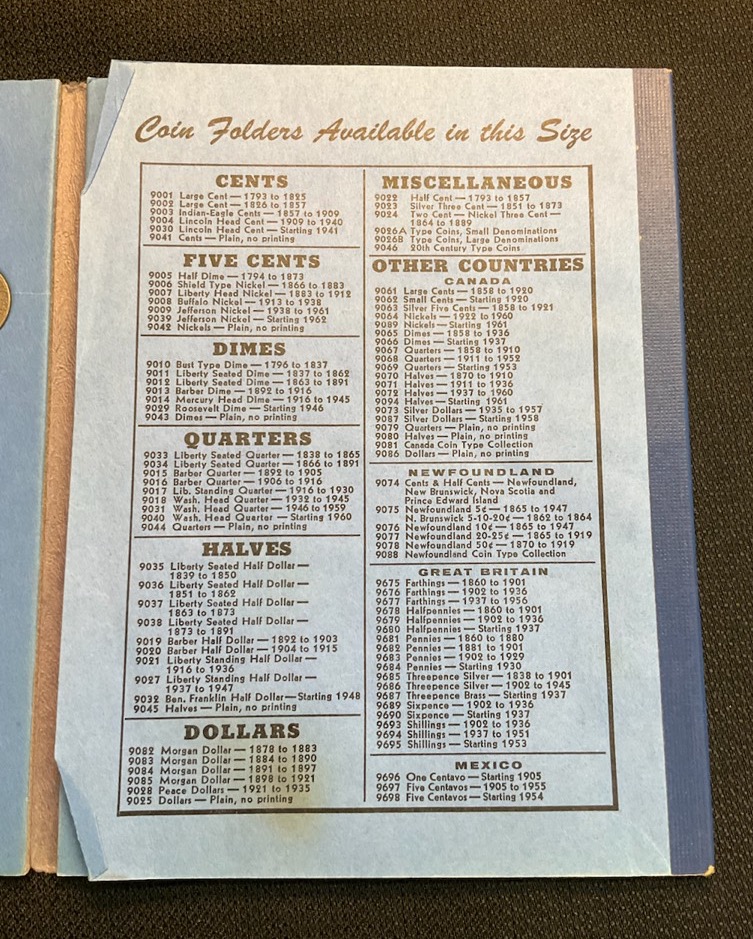 Coin Folders Available in this Size
CENTS
9001 Large Cent — 1793 to 1825
9002 Large Cent — 1826 to 1857
9003 Indian-Eagle Cents — 1857 to 1909
9004 Lincoln Head Cent — 1909 to 1940
9030 Lincoln Head Cent — Starting 1941
9041 Cents — Plain, no printing
FIVE CENTS
9005 Half Dime — 1794 to 1873
9006 Shield Type Nickel — 1866 to 1883
9007 Liberty Head Nickel — 1883 to 1912
9008 Buffalo Nickel — 1913 to 1938
9009 Jefferson Nickel — 1938 to 1961
9039 Jefferson Nickel — Starting 1962
9042 Nickels — Plain, no printing
DIMES
9010 Bust Type Dime — 1796 to 1837
9011 Liberty Seated Dime — 1837 to 1862
9012 Liberty Seated Dime — 1863 to 1891
9013 Barber Dime — 1892 to 1916
9014 Mercury Head Dime — 1916 to 1945
9029 Roosevelt Dime — Starting 1946
9043 Dimes — Plain, no printing
QUARTERS
9033 Liberty Seated Quarter — 1838 to 1865
9034 Liberty Seated Quarter — 1866 to 1891
9015 Barber Quarter — 1892 to 1905
9016 Barber Quarter — 1906 to 1916
9017 Lib. Standing Quarter — 1916 to 1930
9018 Wash. Head Quarter — 1932 to 1945
9031 Wash. Head Quarter — 1946 to 1959
9040 Wash. Head Quarter — Starting 1960
9044 Quarters — Plain, no printing
HALVES
9035 Liberty Seated Half Dollar —
1839 to 1850
9036 Liberty Seated Half Dollar —
1851 to 1862
9037 Liberty Seated Half Dollar —
1863 to 1873
9038 Liberty Seated Half Dollar —
1873 to 1891
9019 Barber Half Dollar — 1892 to 1903
9020 Barber Half Dollar — 1904 to 1915
9021 Liberty Standing Half Dollar —
1916 to 1936
9027 Liberty Standing Half Dollar —
1937 to 1947
9032 Ben. Franklin Half Dollar—Starting 1948
9045 Halves — Plain, no printing
DOLLARS
9082 Morgan Dollar — 1878 to 1883
9083 Morgan Dollar — 1884 to 1890
9084 Morgan Dollar — 1891 to 1897
9085 Morgan Dollar — 1898 to 1921
9028 Peace Dollars — 1921 to 1935
9025 Dollars — Plain, no printing
MISCELLANEOUS
9022 Half Cent — 1793 to 1857
9023 Silver Three Cent — 1851 to 1873
9024 Two Cent — Nickel Three Cent —
1864 to 1889
9026A Type Coins, Small Denominations
9026B Type Coins, Large Denominations
9046 20th Century Type Coins
OTHER COUNTRIES
CANADA
9061 Large Cents — 1858 to 1920
9062 Small Cents — Starting 1920
9063 Silver Five Cents — 1858 to 1921
9064 Nickels — 1922 to 1960
9089 Nickels — Starting 1961
9065 Dimes — 1858 to 1936
9066 Dimes — Starting 1937
9067 Quarters — 1858 to 1910
9068 Quarters — 1911 to 1952
9069 Quarters — Starting 1953
9070 Halves — 1870 to 1910
9071 Halves — 1911 to 1936
9072 Halves — 1937 to 1960
9094 Halves — Starting 1961
9073 Silver Dollars — 1935 to 1957
9087 Silver Dollars — Starting 1958
9079 Quarters — Plain, no printing
9080 Halves — Plain, no printing
9081 Canada Coin Type Collection
9086 Dollars — Plain, no printing
NEWFOUNDLAND
9074 Cents & Half Cents — Newfoundland,
New Brunswick, Nova Scotia and
Prince Edward Island
9075 Newfoundland 5¢ — 1865 to 1947
N. Brunswick 5-10-20¢ — 1862 to 1864
9076 Newfoundland 10¢ — 1865 to 1947
9077 Newfoundland 20-25¢ — 1865 to 1919
9078 Newfoundland 50¢ — 1870 to 1919
9088 Newfoundland Coin Type Collection
GREAT BRITAIN
9675 Farthings — 1860 to 1901
9676 Farthings — 1902 to 1936
9677 Farthings — 1937 to 1956
9678 Halfpennies — 1860 to 1901
9679 Halfpennies — 1902 to 1936
9680 Halfpennies — Starting 1937
9681 Pennies — 1860 to 1880
9682 Pennies — 1881 to 1901
9683 Pennies — 1902 to 1929
9684 Pennies — Starting 1930
9685 Threepence Silver — 1838 to 1901
9686 Threepence Silver — 1902 to 1945
9687 Threepence Brass — Starting 1937
9689 Sixpence — 1902 to 1936
9690 Sixpence — Starting 1937
9693 Shillings — 1902 to 1936
9694 Shillings — 1937 to 1951
9695 Shillings — Starting 1953
MEXICO
9696 One Centavo — Starting 1905
9697 Five Centavos — 1905 to 1955
9698 Five Centavos — Starting 1954